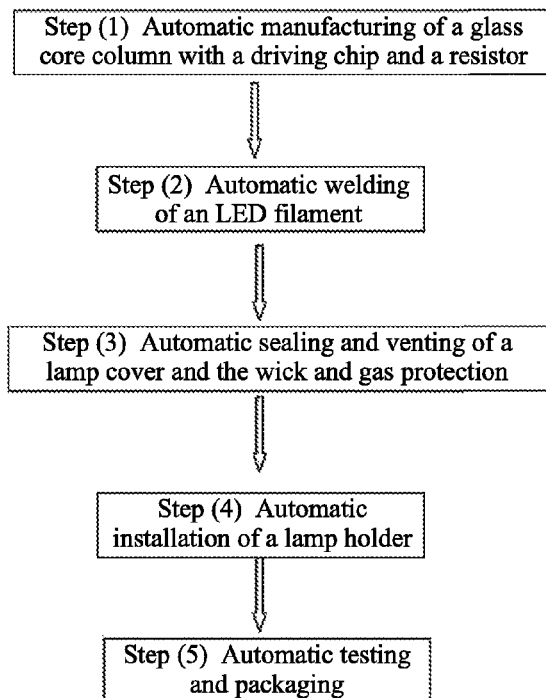 Step (1) Automatic manufacturing of a glass
core column with a driving chip and a resistor
Step (2) Automatic welding
of an LED filament
Step (3) Automatic sealing and venting of a
lamp cover and the wick and gas protection
Step (4) Automatic
installation of a lamp holder
Step (5) Automatic testing
and packaging